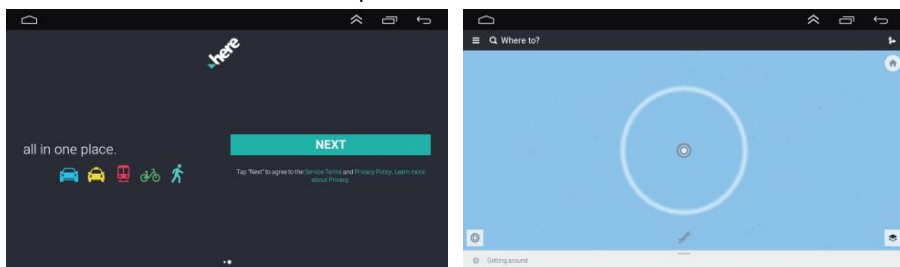 here
all in one place.
NEXT
Tap "Next" to agree to the Service Terms and Privacy Policy. Learn more
about Privacy.
Where to?
here
Getting around